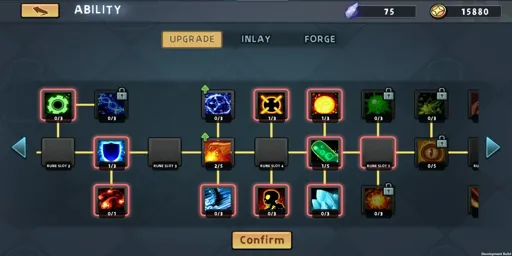 ABILITY
75
15880
UPGRADE
INLAY
FORGE
0/3
0/3
0/3
1/3
1/3
0/3
0/3
RUNE SLOT 2
1/3
RUNE SLOT 3
2/5
RUNE SLOT 4
1/5
RUNE SLOT 5
0/5
RUNE
0/1
0/3
0/3
0/3
0/3
Confirm
Development Build